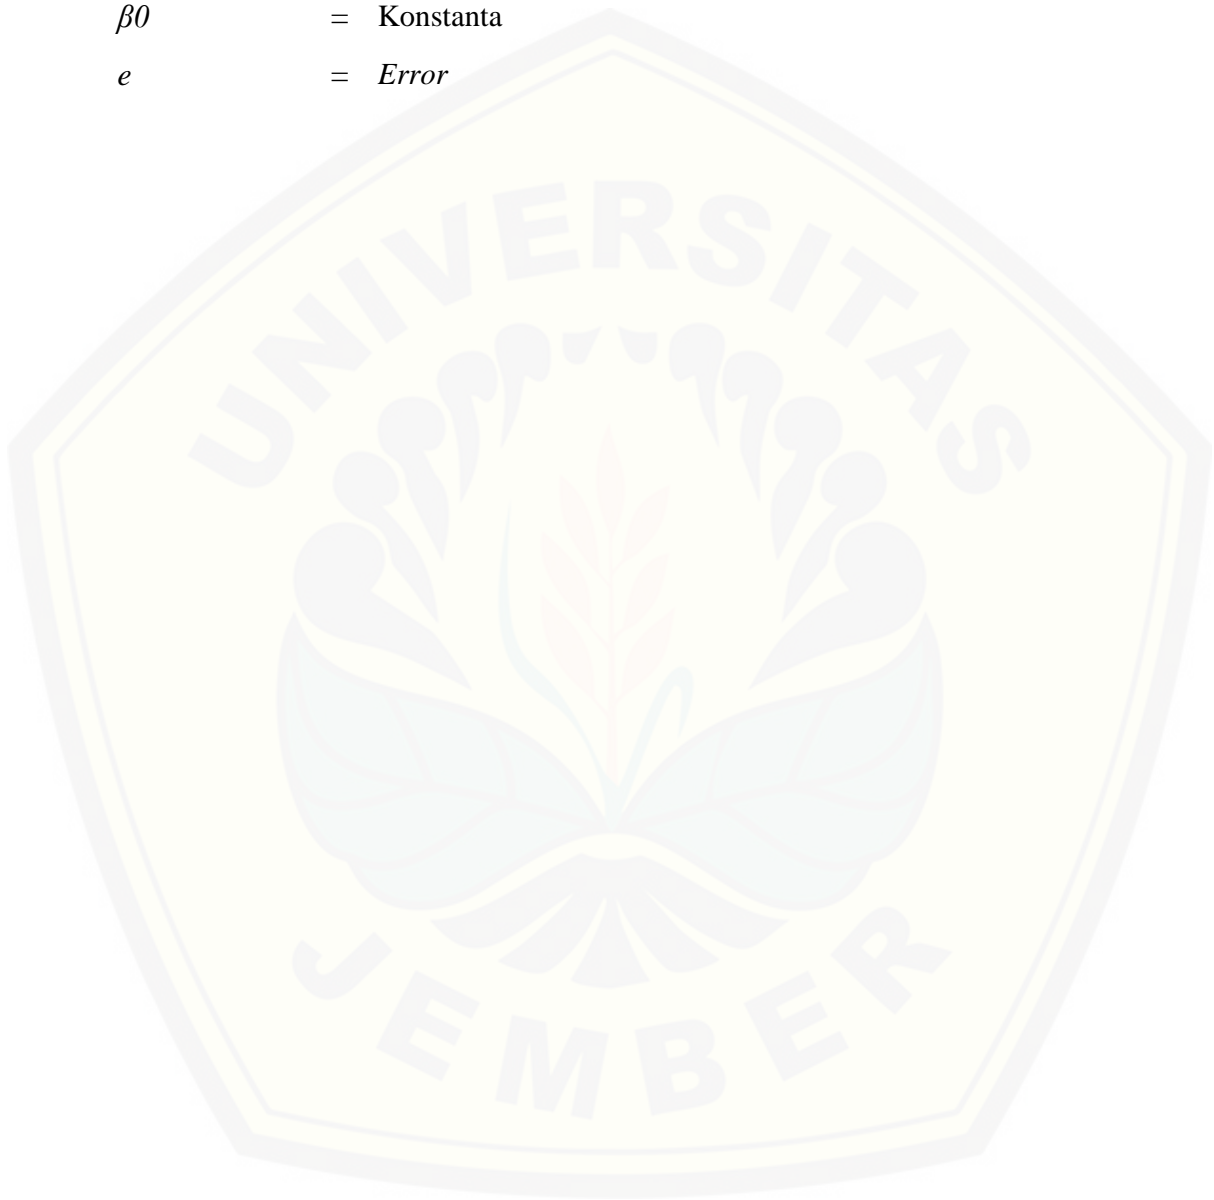 β0 = Konstanta
e = Error
UNIVERSITAS
JEMBER